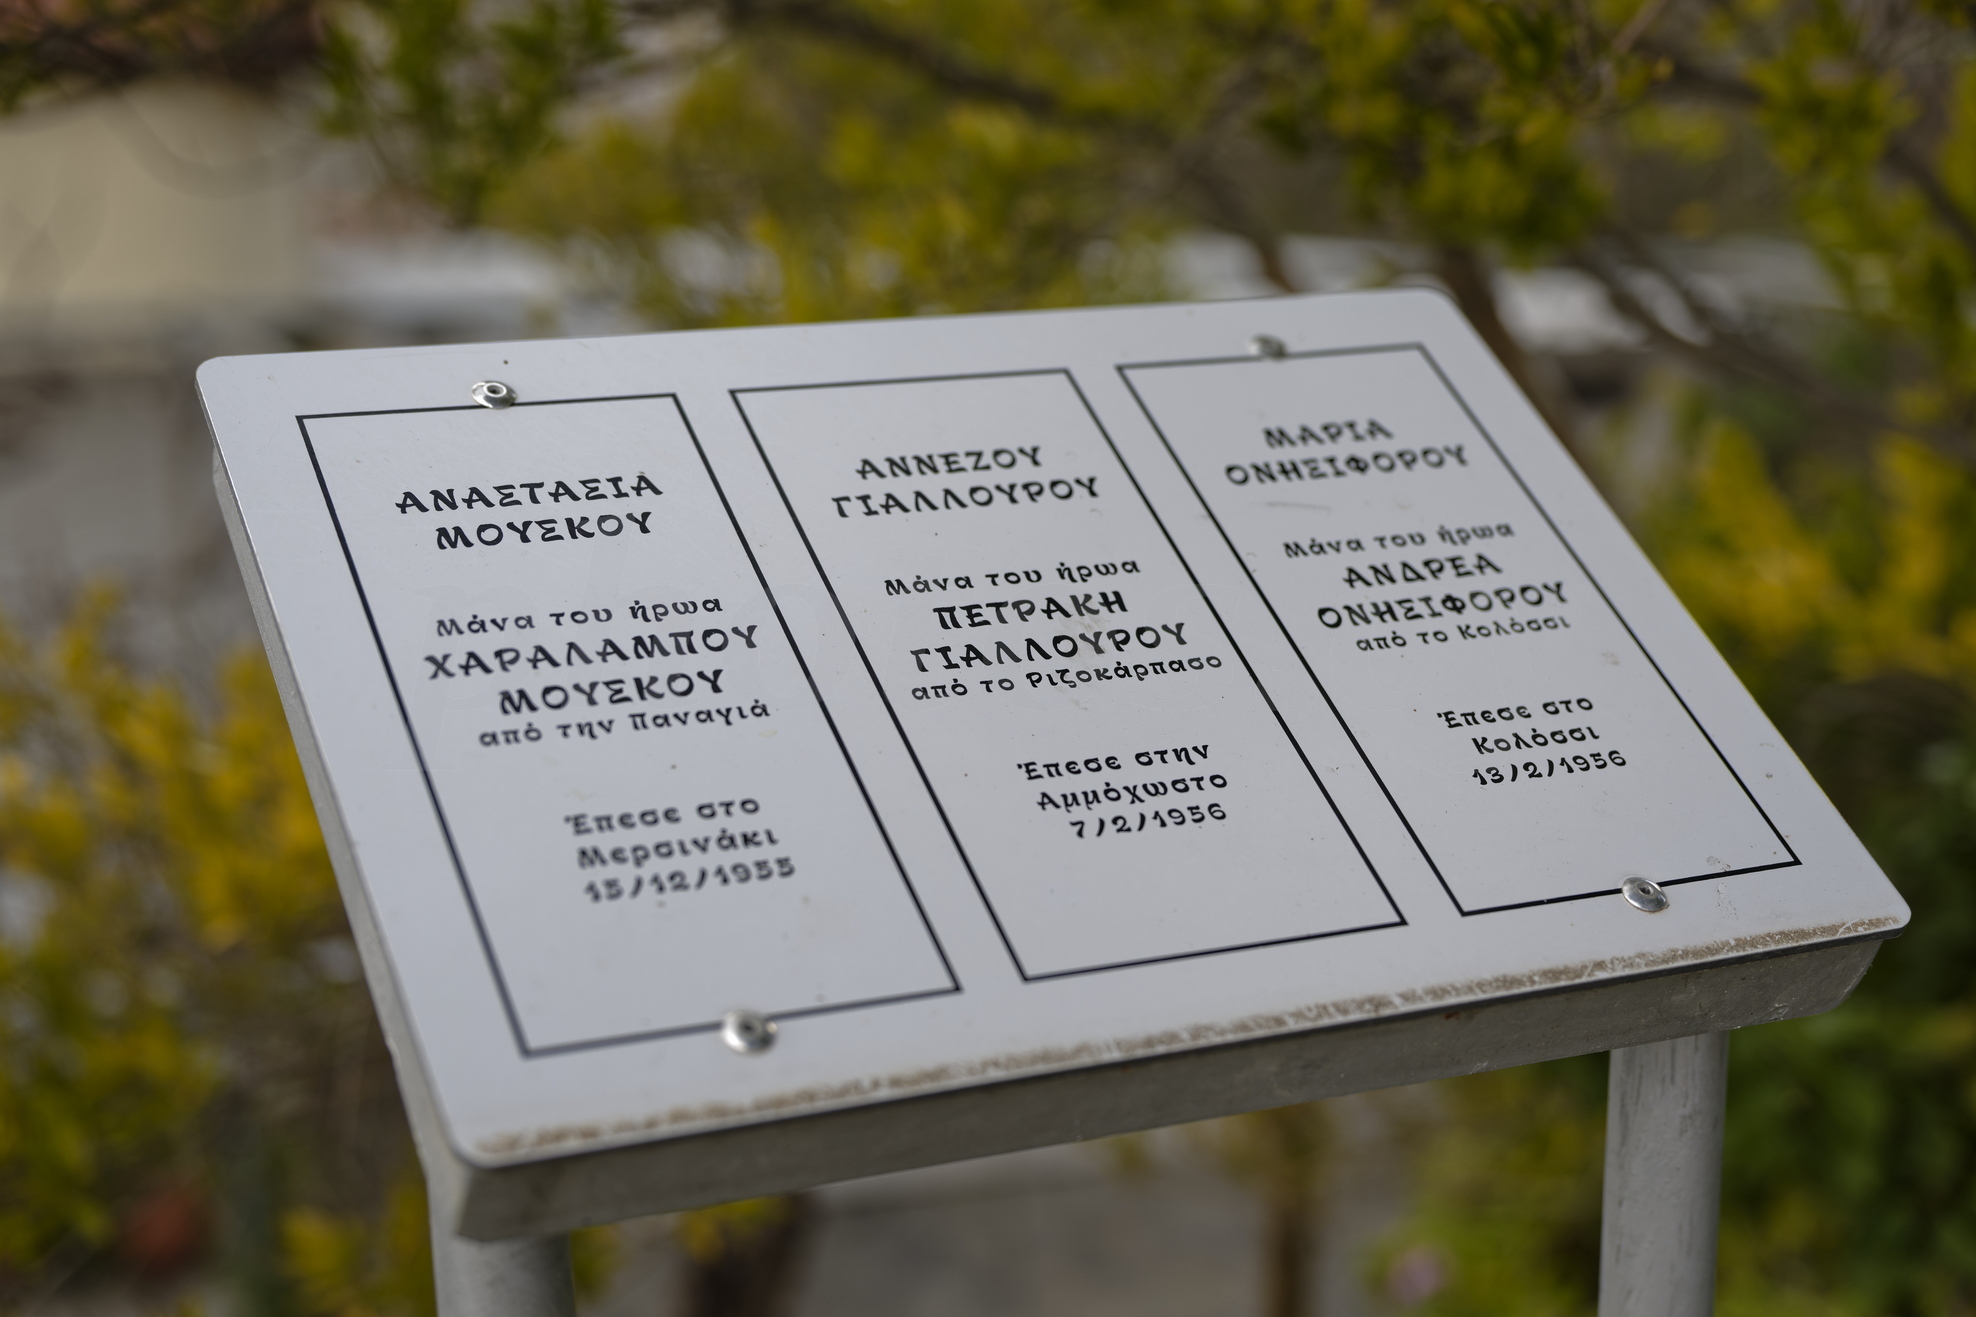 ΑΝΑΣΤΑΣΙΑ
ΜΟΥΣΚΟΥ
Μάνα του ήρωα
ΧΑΡΑΛΑΜΠΟΥ
ΜΟΥΣΚΟΥ
από την Παναγιά
Έπεσε στο
Μερσινάκι
15/12/1955
ΑΝΝΕΖΟΥ
ΓΙΑΛΛΟΥΡΟΥ
Μάνα του ήρωα
ΠΕΤΡΑΚΗ
ΓΙΑΛΛΟΥΡΟΥ
από το Ριζοκάρπασο
Έπεσε στην
Αμμόχωστο
7/2/1956
ΜΑΡΙΑ
ΟΝΗΣΙΦΟΡΟΥ
Μάνα του ήρωα
ΑΝΔΡΕΑ
ΟΝΗΣΙΦΟΡΟΥ
από το Κολόσσι
Έπεσε στο
Κολόσσι
13/2/1956